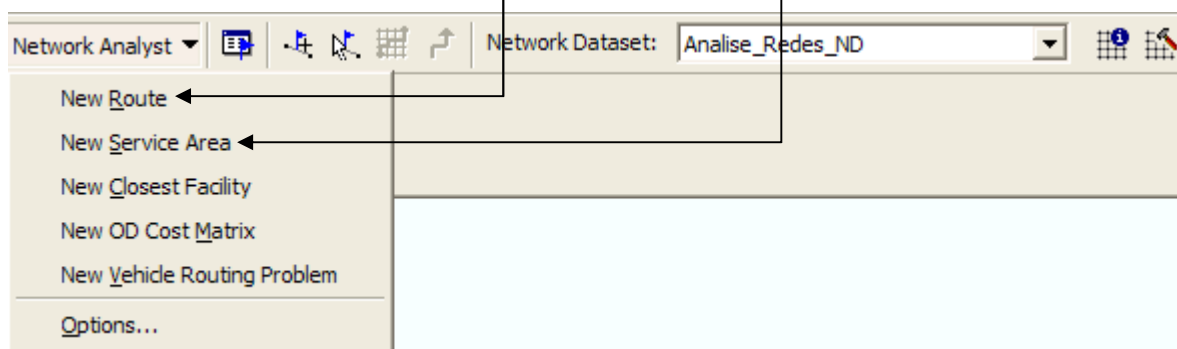 Network Analyst Network Dataset: Analise_Redes_ND
New Route
New Service Area
New Closest Facility
New OD Cost Matrix
New Vehicle Routing Problem
Options...